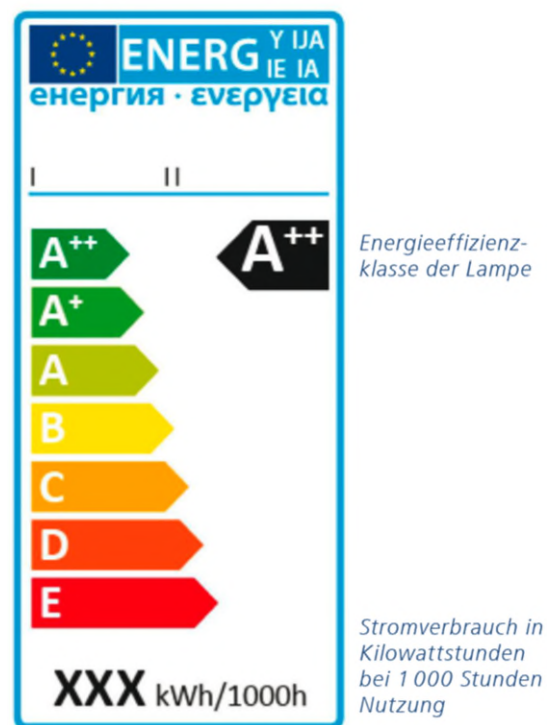 ENERG Y IJA
IE IA
енергия · ενεργεια
I II
A++ A++
Energieeffizienz-
klasse der Lampe
A+
A
B
C
D
E
XXX kWh/1000h
Stromverbrauch in
Kilowattstunden
bei 1 000 Stunden
Nutzung